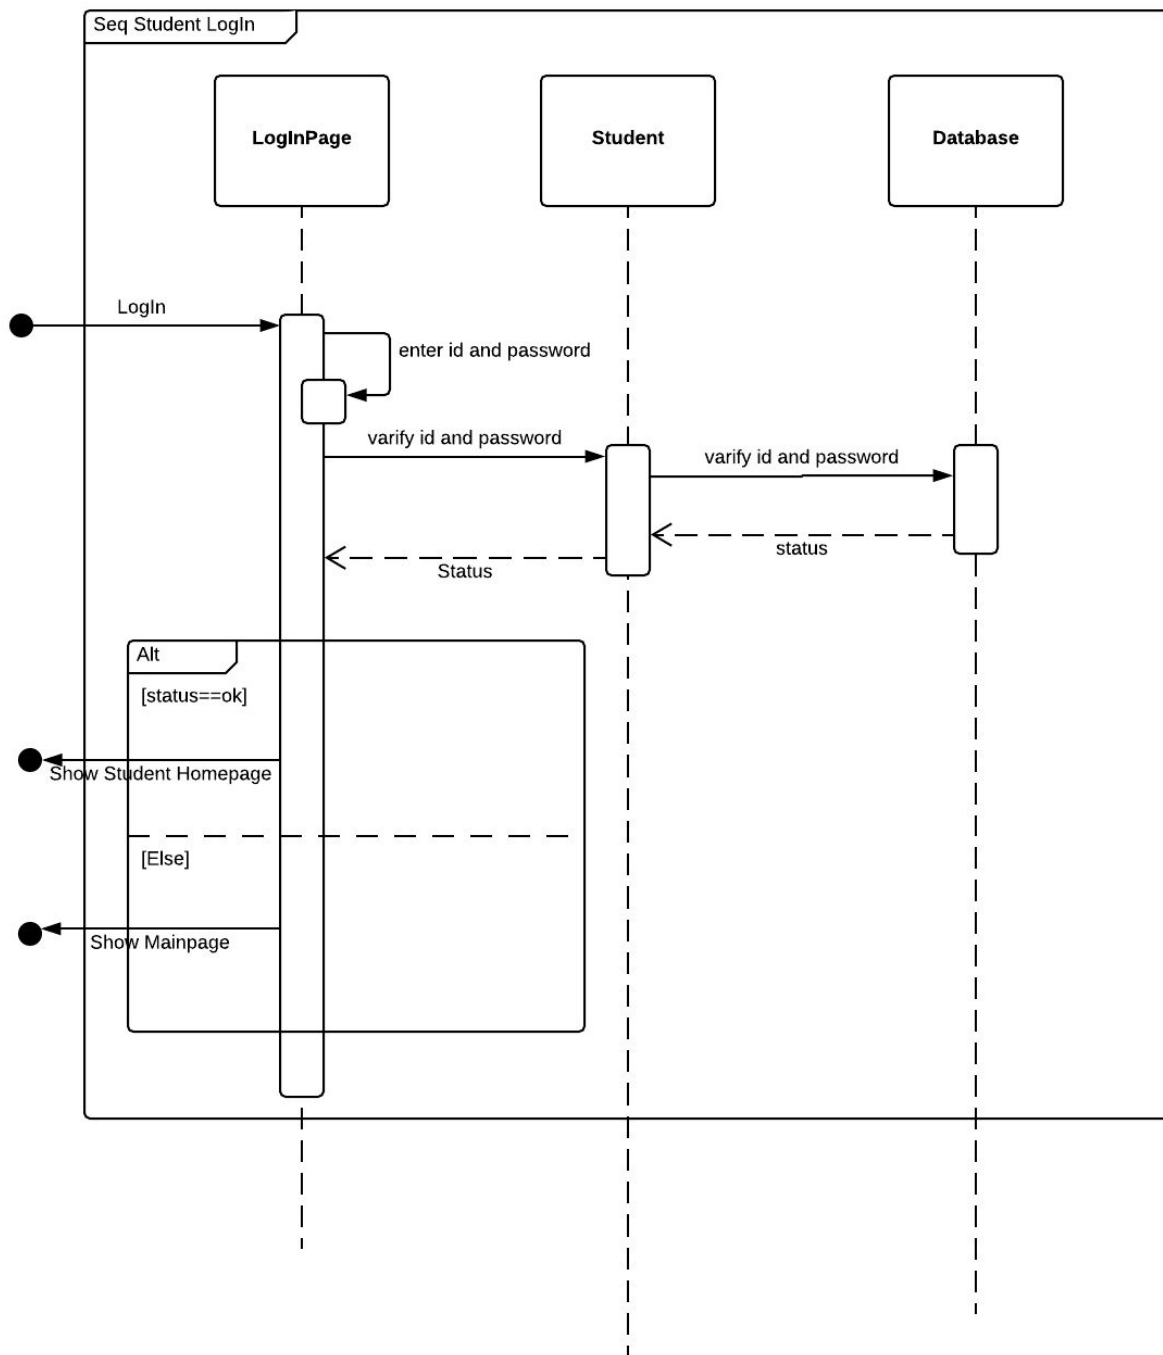 Seq Student LogIn
LogInPage
Student
Database
LogIn
enter id and password
varify id and password
varify id and password
status
Status
Alt
[status==ok]
Show Student Homepage
[Else]
Show Mainpage